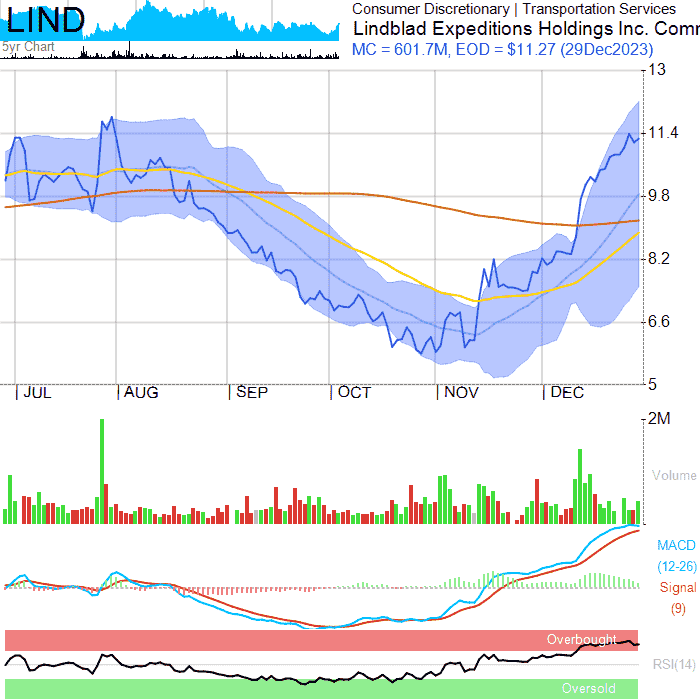 LIND
5yr Chart
Consumer Discretionary | Transportation Services
Lindblad Expeditions Holdings Inc. Comm
MC = 601.7M, EOD = $11.27 (29Dec2023)
13
11.4
9.8
8.2
6.6
5
|JUL |AUG |SEP |OCT |NOV |DEC
2M
Volume
MACD
(12-26)
Signal
(9)
Overbought
RSI(14)
Oversold